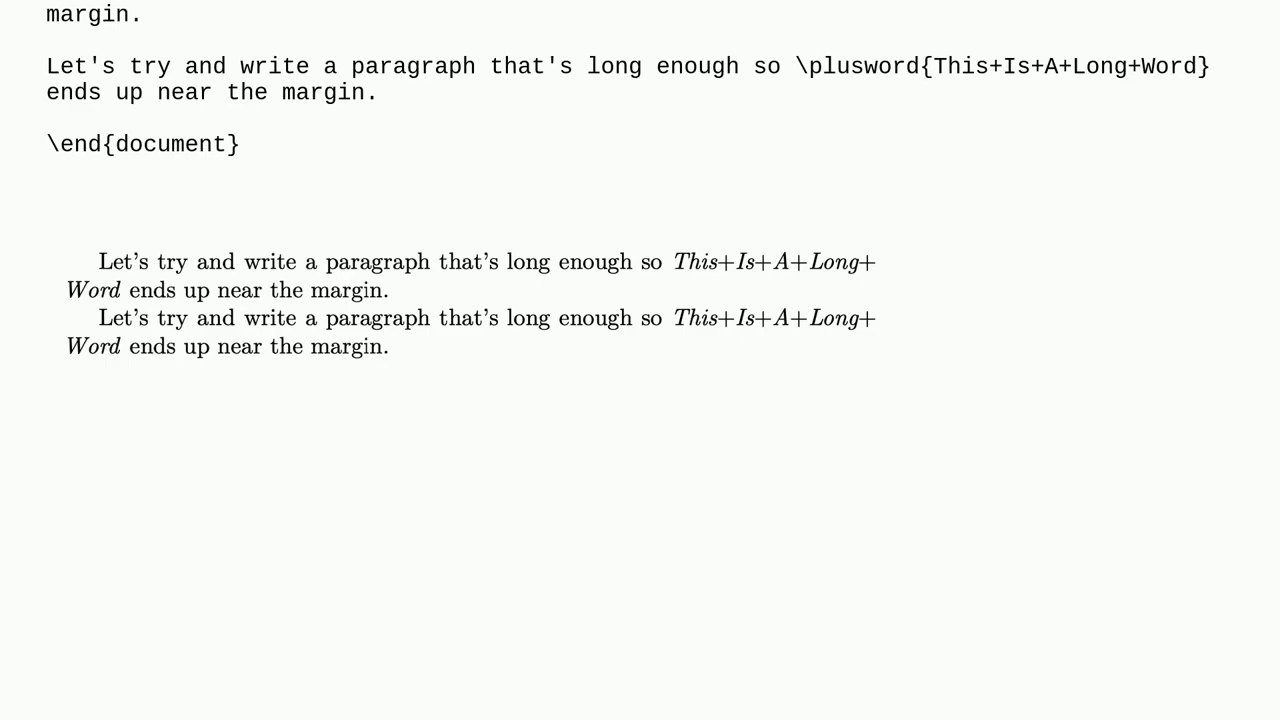 margin.
Let's try and write a paragraph that's long enough so \plusword{This+Is+A+Long+Word}
ends up near the margin.
\end{document}
Let’s try and write a paragraph that’s long enough so This+Is+A+Long+
Word ends up near the margin.
Let’s try and write a paragraph that’s long enough so This+Is+A+Long+
Word ends up near the margin.